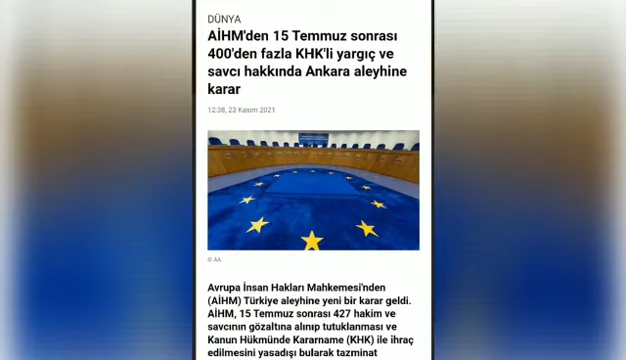 DÜNYA
AİHM'den 15 Temmuz sonrası
400'den fazla KHK'li yargıç ve
savcı hakkında Ankara aleyhine
karar
12:38, 23 Kasım 2021
© AA
Avrupa İnsan Hakları Mahkemesi'nden
(AİHM) Türkiye aleyhine yeni bir karar geldi.
AİHM, 15 Temmuz sonrası 427 hakim ve
savcının gözaltına alınıp tutuklanması ve
Kanun Hükmünde Kararname (KHK) ile ihraç
edilmesini yasadışı bularak tazminat